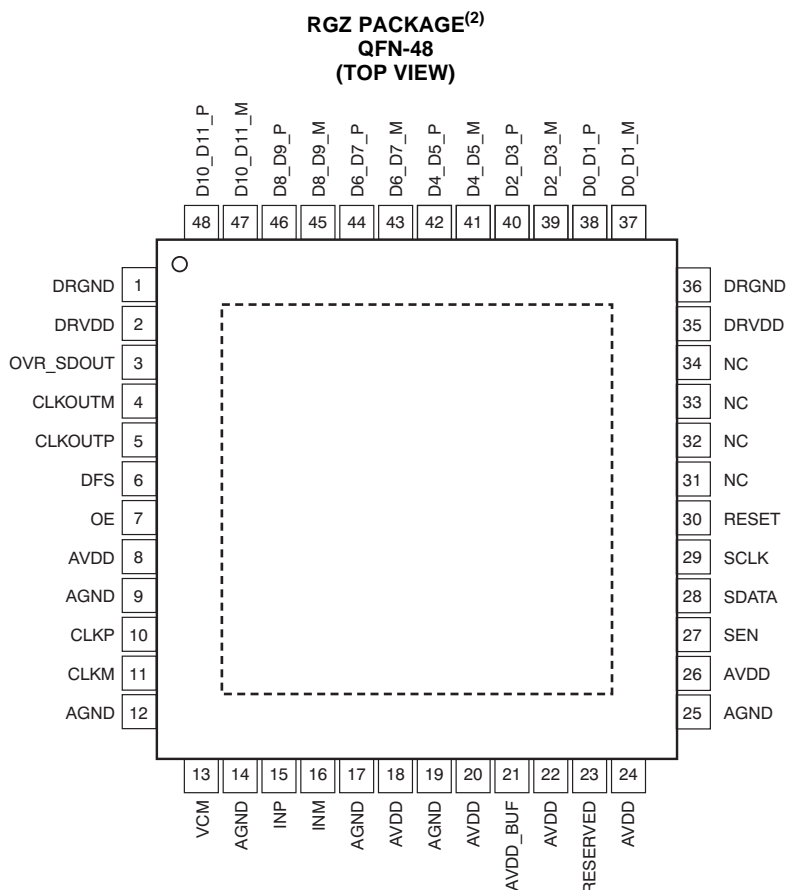 RGZ PACKAGE(2)
QFN-48
(TOP VIEW)
D10_D11_P
D10_D11_M
D8_D9_P
D8_D9_M
D6_D7_P
D6_D7_M
D4_D5_P
D4_D5_M
D2_D3_P
D2_D3_M
D0_D1_P
D0_D1_M
48 47 46 45 44 43 42 41 40 39 38 37
DRGND 1 36 DRGND
DRVDD 2 35 DRVDD
OVR_SDOUT 3 34 NC
CLKOUTM 4 33 NC
CLKOUTP 5 32 NC
DFS 6 31 NC
OE 7 30 RESET
AVDD 8 29 SCLK
AGND 9 28 SDATA
CLKP 10 27 SEN
CLKM 11 26 AVDD
AGND 12 25 AGND
13 14 15 16 17 18 19 20 21 22 23 24
VCM
AGND
INP
INM
AGND
AVDD
AGND
AVDD
AVDD_BUF
AVDD
RESERVED
AVDD